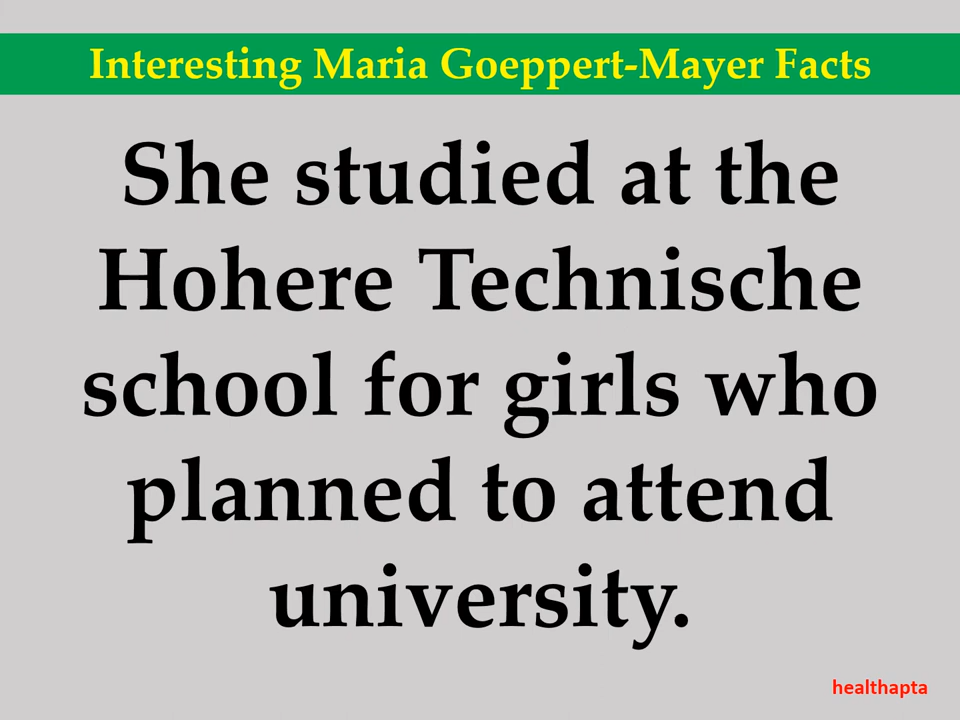 Interesting Maria Goeppert-Mayer Facts
She studied at the
Hohere Technische
school for girls who
planned to attend
university.
healthapta